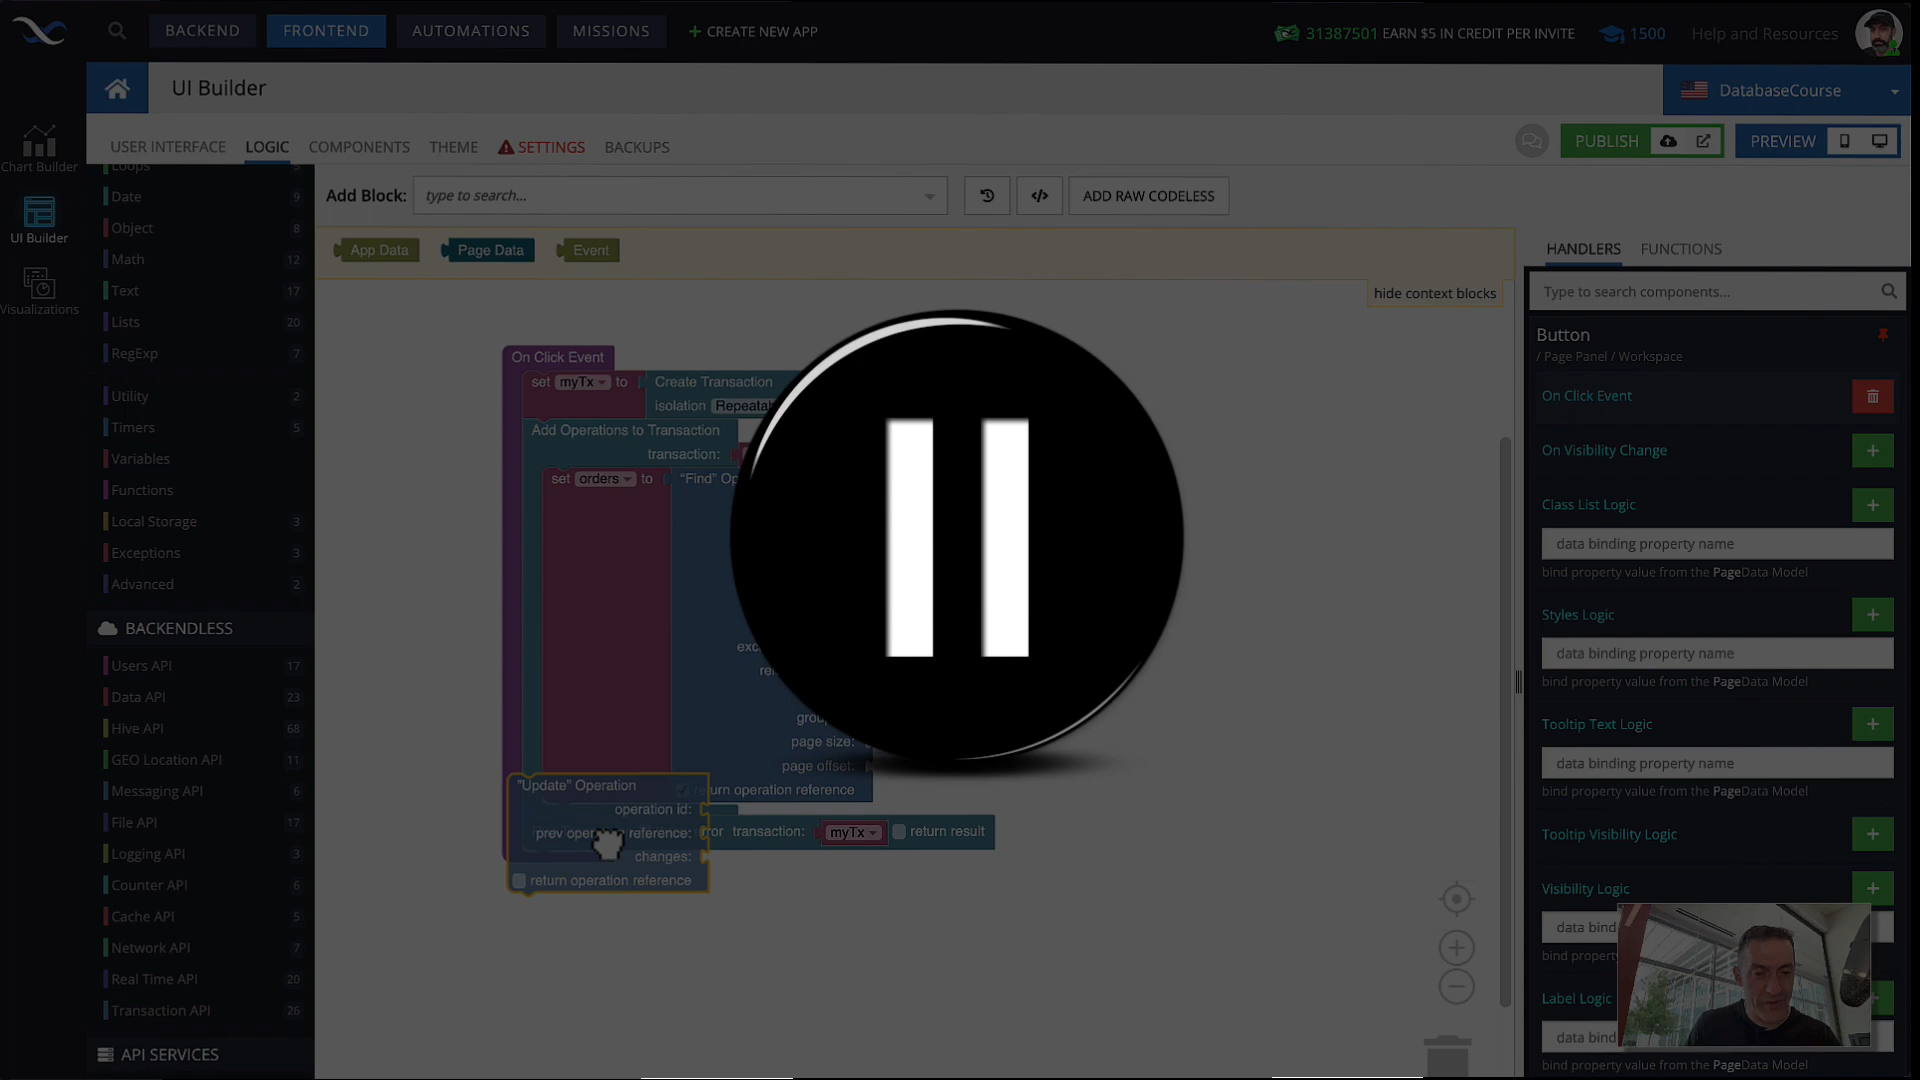 BACKEND
FRONTEND
AUTOMATIONS
MISSIONS
+ CREATE NEW APP
31387501 EARN $5 IN CREDIT PER INVITE
1500
Help and Resources
UI Builder
DatabaseCourse
USER INTERFACE
LOGIC
COMPONENTS
THEME
SETTINGS
BACKUPS
PUBLISH
PREVIEW
Chart Builder
UI Builder
Visualizations
Loops
Date 9
Object 8
Math 12
Text 17
Lists 20
RegExp 7
Utility 2
Timers 5
Variables
Functions
Local Storage 3
Exceptions 3
Advanced 2
BACKENDLESS
Users API 17
Data API 23
Hive API 68
GEO Location API 11
Messaging API 6
File API 17
Logging API 3
Counter API 5
Cache API 5
Network API 7
Real Time API 20
Transaction API 26
API SERVICES
Add Block: type to search...
</>
ADD RAW CODELESS
App Data
Page Data
Event
hide context blocks
On Click Event
set myTx to Create Transaction
isolation
Add Operations to Transaction
transaction:
set orders to "Find"
page size:
page offset:
"Update" Operation
operation id:
reference:
changes:
return operation reference
transaction: myTx return result
HANDLERS
FUNCTIONS
Type to search components...
Button
/ Page Panel / Workspace
On Click Event
On Visibility Change
Class List Logic
data binding property name
bind property value from the PageData Model
Styles Logic
data binding property name
bind property value from the PageData Model
Tooltip Text Logic
data binding property name
bind property value from the PageData Model
Tooltip Visibility Logic
Visibility Logic
data
Label Logic
data
bind property value from the PageData Model